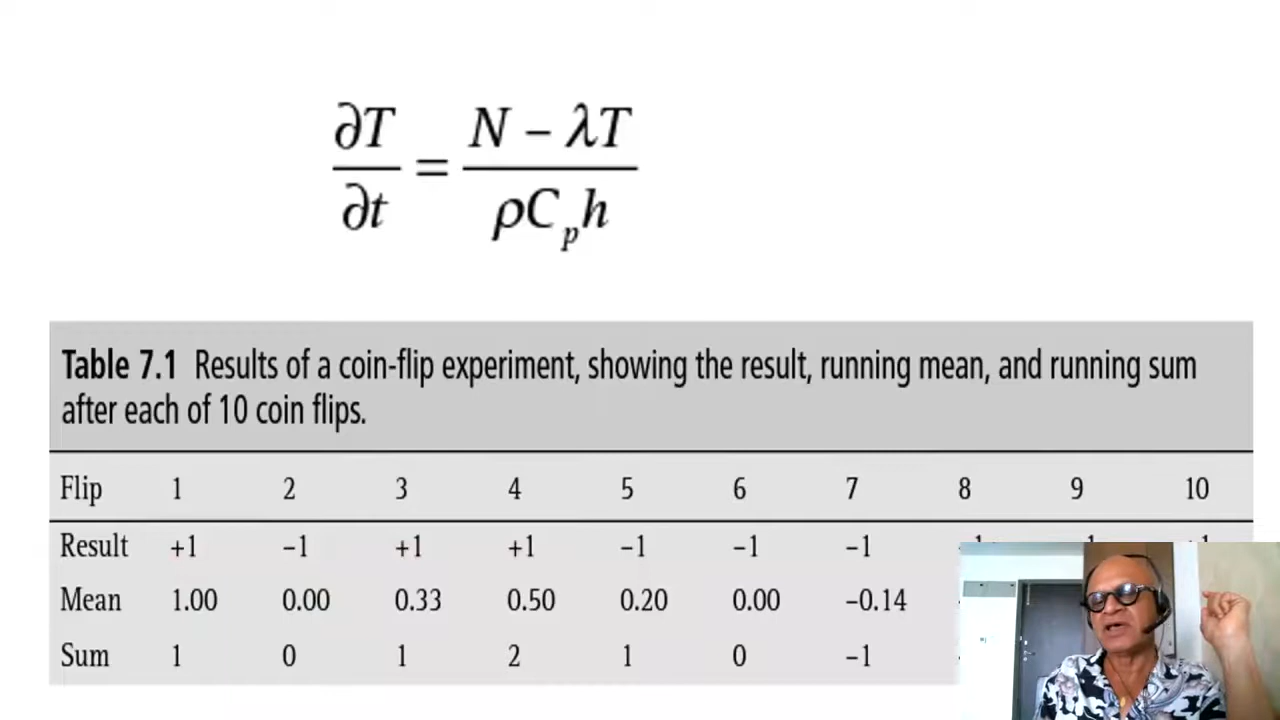 ∂T/∂t = (N – λT)/(ρC_p h)
Table 7.1 Results of a coin-flip experiment, showing the result, running mean, and running sum
after each of 10 coin flips.
Flip 1 2 3 4 5 6 7 8 9 10
Result +1 –1 +1 +1 –1 –1 –1
Mean 1.00 0.00 0.33 0.50 0.20 0.00 –0.14
Sum 1 0 1 2 1 0 –1